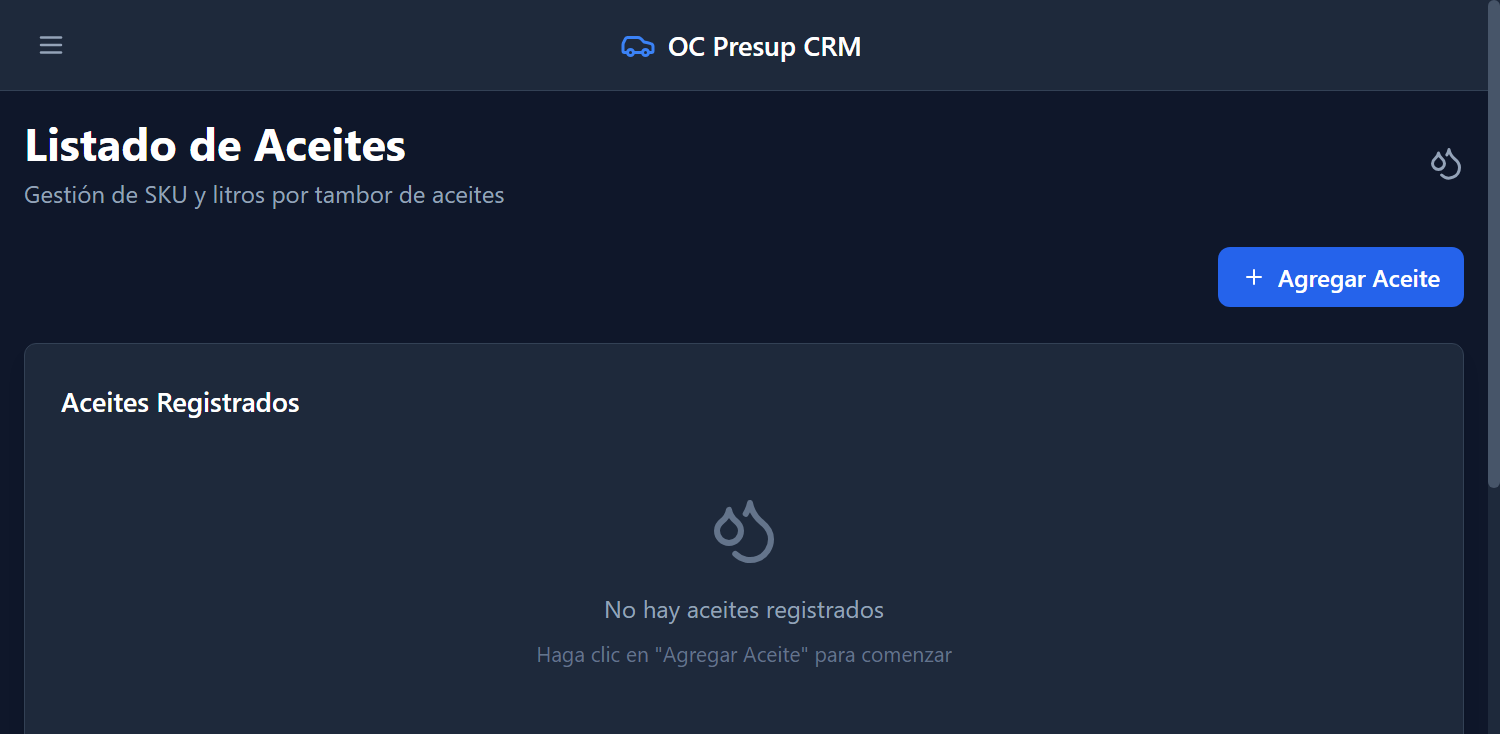 OC Presup CRM
Listado de Aceites
Gestión de SKU y litros por tambor de aceites
+ Agregar Aceite
Aceites Registrados
No hay aceites registrados
Haga clic en "Agregar Aceite" para comenzar